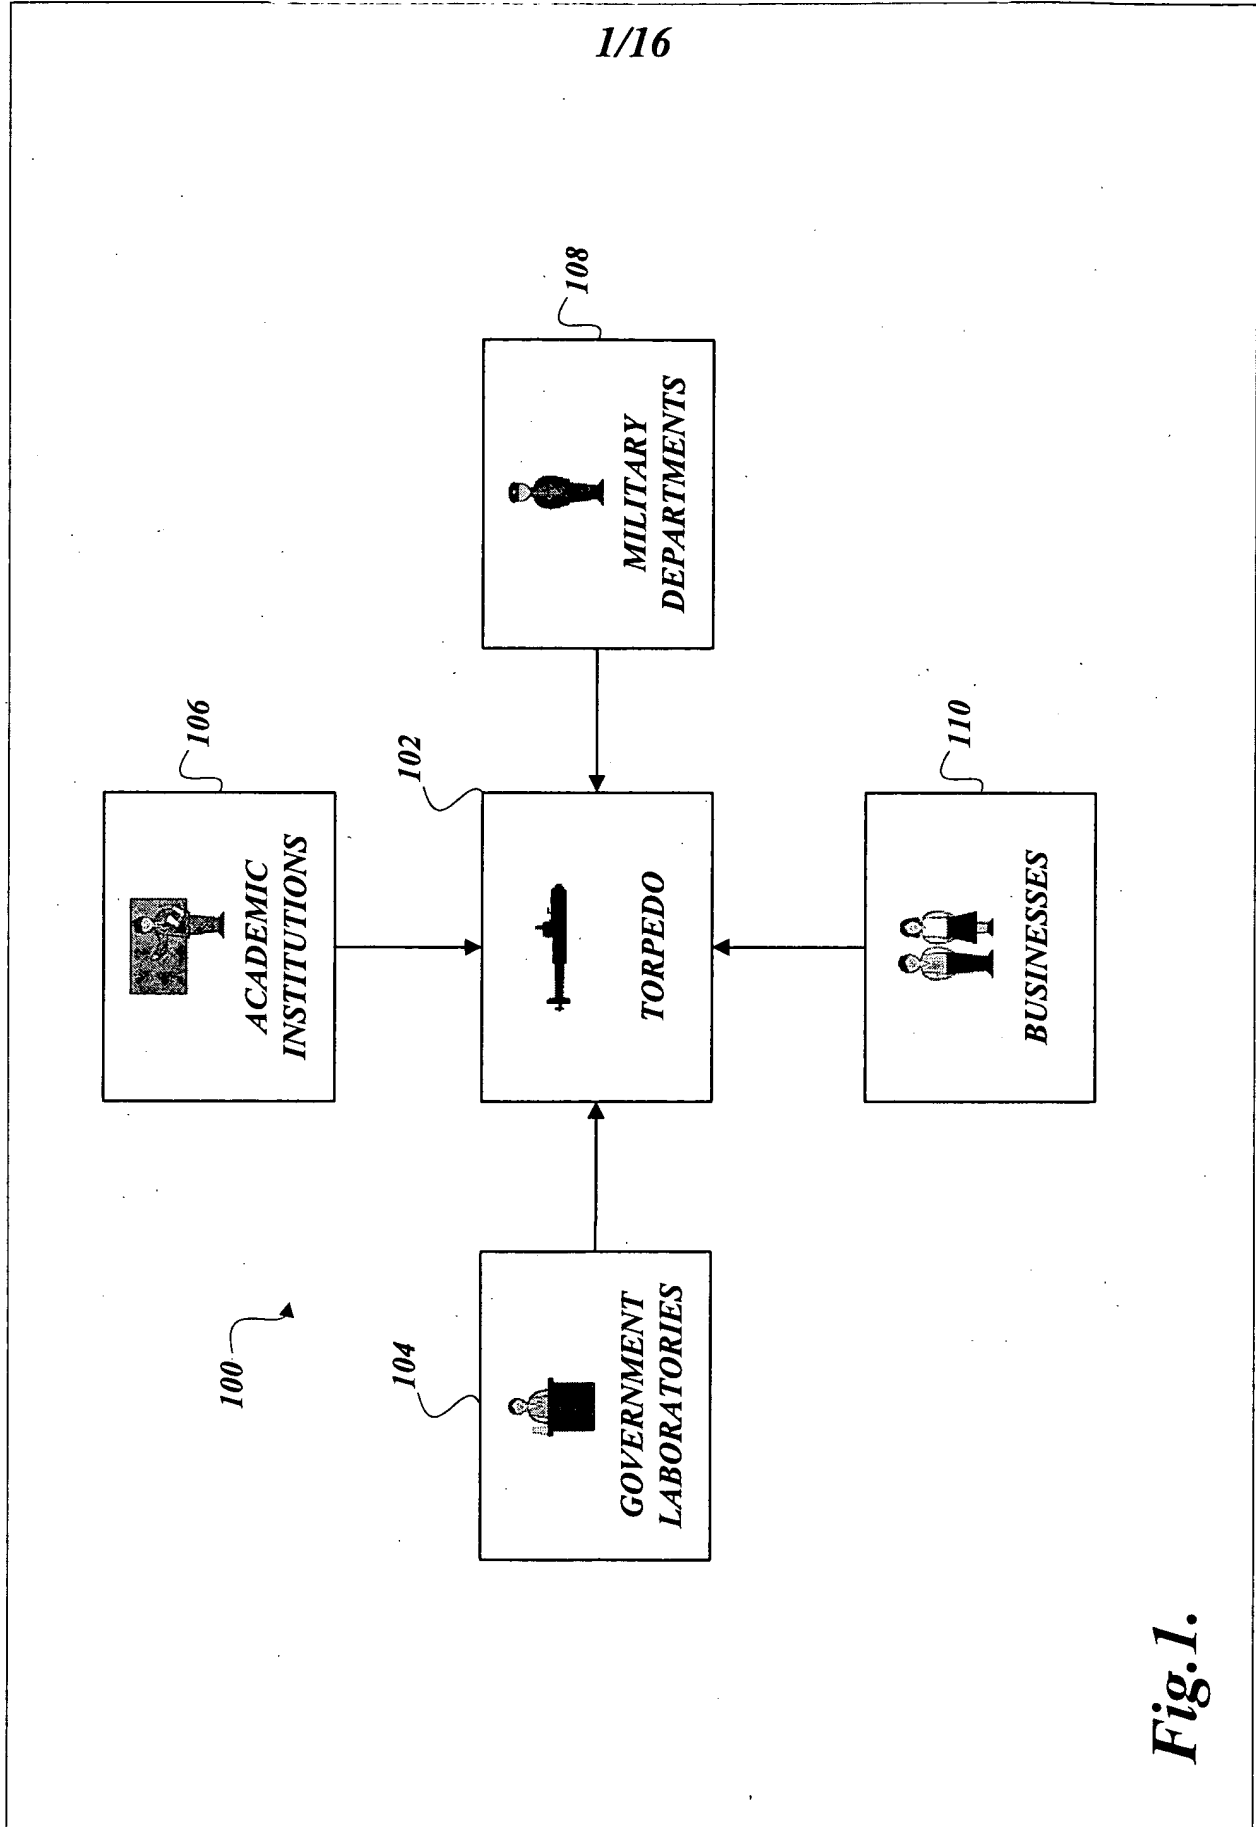 1/16
100
106
ACADEMIC
INSTITUTIONS
104
GOVERNMENT
LABORATORIES
102
TORPEDO
108
MILITARY
DEPARTMENTS
110
BUSINESSES
Fig.1.